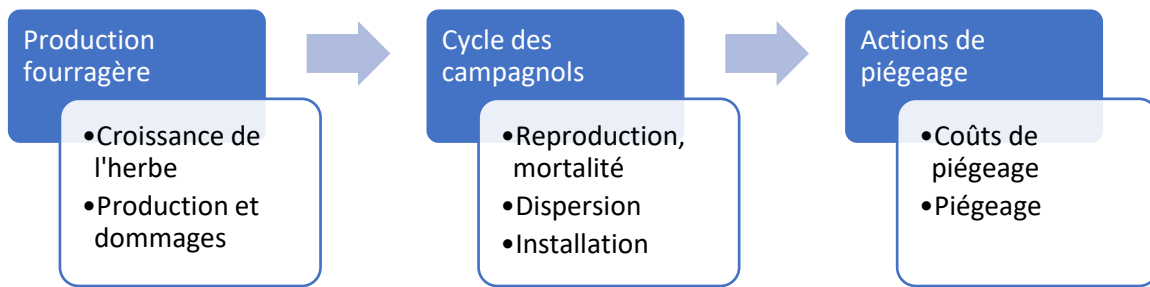 Production
fourragère
•Croissance de
l'herbe
•Production et
dommages
Cycle des
campagnols
•Reproduction,
mortalité
•Dispersion
•Installation
Actions de
piégeage
•Coûts de
piégeage
•Piégeage